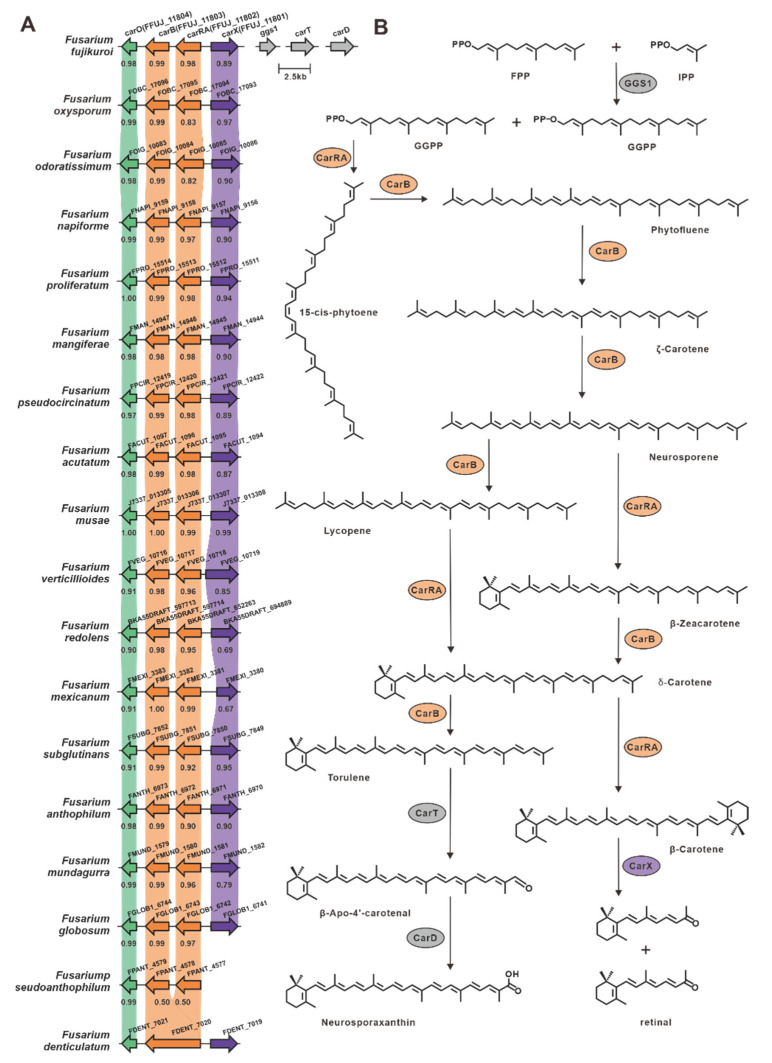 A
carO(FFUJ_11804)
carB(FFUJ_11803)
carRA(FFUJ_11802)
carX(FFUJ_11801)
ggs1
carT
carD
Fusarium
fujikuroi
0.98 0.99 0.98 0.89
2.5kb
FOBC_17096 FOBC_17095 FOBC_17094 FOBC_17093
Fusarium
oxysporum
0.99 0.99 0.83 0.97
FOIG_10083 FOIG_10084 FOIG_10085 FOIG_10086
Fusarium
odoratissimum
0.98 0.99 0.82 0.90
FNAPI_9159 FNAPI_9158 FNAPI_9157 FNAPI_9156
Fusarium
napiforme
0.99 0.99 0.97 0.90
FPRO_15514 FPRO_15513 FPRO_15512 FPRO_15511
Fusarium
proliferatum
1.00 0.99 0.98 0.94
FMAN_14947 FMAN_14946 FMAN_14945 FMAN_14944
Fusarium
mangiferae
0.98 0.98 0.98 0.90
FPCIR_12419 FPCIR_12420 FPCIR_12421 FPCIR_12422
Fusarium
pseudocircinatum
0.97 0.99 0.98 0.89
FACUT_1097 FACUT_1096 FACUT_1095 FACUT_1094
Fusarium
acutatum
0.98 0.99 0.98 0.87
J7337_013305 J7337_013306 J7337_013307 J7337_013308
Fusarium
musae
1.00 1.00 0.99 0.99
FVEG_10716 FVEG_10717 FVEG_10718 FVEG_10719
Fusarium
verticillioides
0.91 0.98 0.96 0.85
BKA55DRAFT_597713 BKA55DRAFT_597714 BKA55DRAFT_652263 BKA55DRAFT_694889
Fusarium
redolens
0.90 0.98 0.95 0.69
FMEXI_3383 FMEXI_3382 FMEXI_3381 FMEXI_3380
Fusarium
mexicanum
0.91 1.00 0.99 0.67
FSUBG_7852 FSUBG_7851 FSUBG_7850 FSUBG_7849
Fusarium
subglutinans
0.91 0.99 0.92 0.95
FANTH_6973 FANTH_6972 FANTH_6971 FANTH_6970
Fusarium
anthophilum
0.98 0.99 0.90 0.90
FMUND_1579 FMUND_1580 FMUND_1581 FMUND_1582
Fusarium
mundagurra
0.99 0.99 0.96 0.79
FGLOB1_6744 FGLOB1_6743 FGLOB1_6742 FGLOB1_6741
Fusarium
globosum
0.99 0.99 0.97
FPANT_4579 FPANT_4578 FPANT_4577
Fusariump
seudoanthophilum
0.99 0.50 0.50
FDENT_7021 FDENT_7020 FDENT_7019
Fusarium
denticulatum
B
PPO + PPO
FPP IPP
GGS1
PPO + PP-O
GGPP GGPP
CarRA
CarB
Phytofluene
CarB
15-cis-phytoene
ζ-Carotene
CarB
Neurosporene
CarB
CarRA
Lycopene
CarRA
β-Zeacarotene
CarB
δ-Carotene
CarB
CarRA
Torulene
CarT
β-Carotene
CarX
O
β-Apo-4'-carotenal
O
CarD
+
OH
O
O
Neurosporaxanthin
retinal